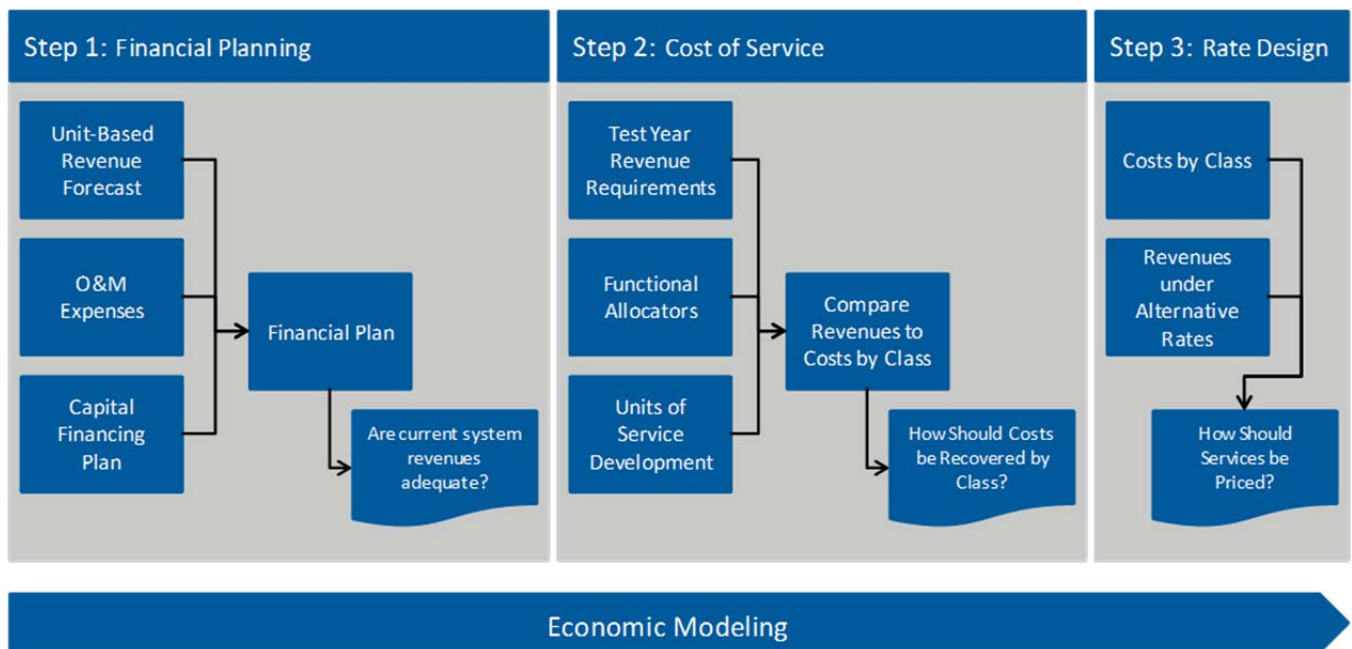 Step 1: Financial Planning
Unit-Based
Revenue
Forecast
O&M
Expenses
Capital
Financing
Plan
Financial Plan
Are current system
revenues
adequate?
Step 2: Cost of Service
Test Year
Revenue
Requirements
Functional
Allocators
Units of
Service
Development
Compare
Revenues to
Costs by Class
How Should Costs
be Recovered by
Class?
Step 3: Rate Design
Costs by Class
Revenues
under
Alternative
Rates
How Should
Services be
Priced?
Economic Modeling